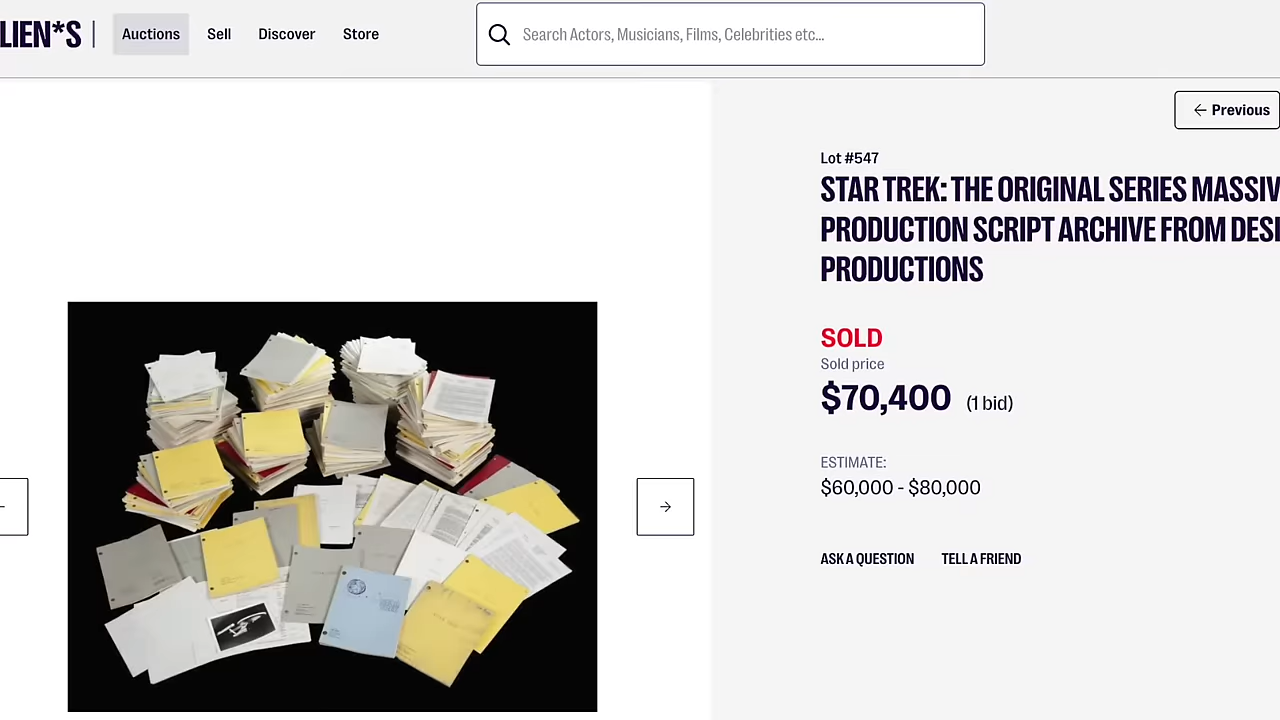 LIEN*S
Auctions
Sell
Discover
Store
Search Actors, Musicians, Films, Celebrities etc...
← Previous
Lot #547
STAR TREK: THE ORIGINAL SERIES MASSIV
PRODUCTION SCRIPT ARCHIVE FROM DESI
PRODUCTIONS
SOLD
Sold price
$70,400 (1 bid)
ESTIMATE:
$60,000 - $80,000
ASK A QUESTION
TELL A FRIEND